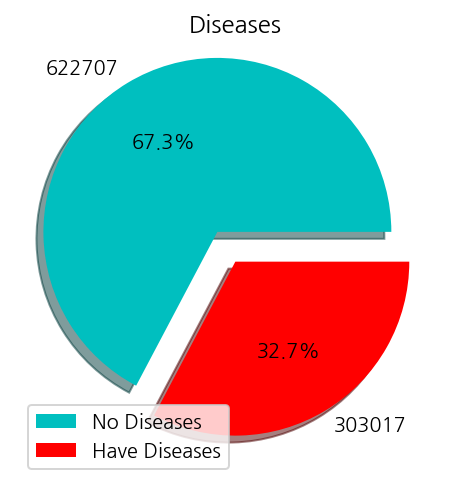 Diseases
622707
67.3%
32.7%
303017
No Diseases
Have Diseases